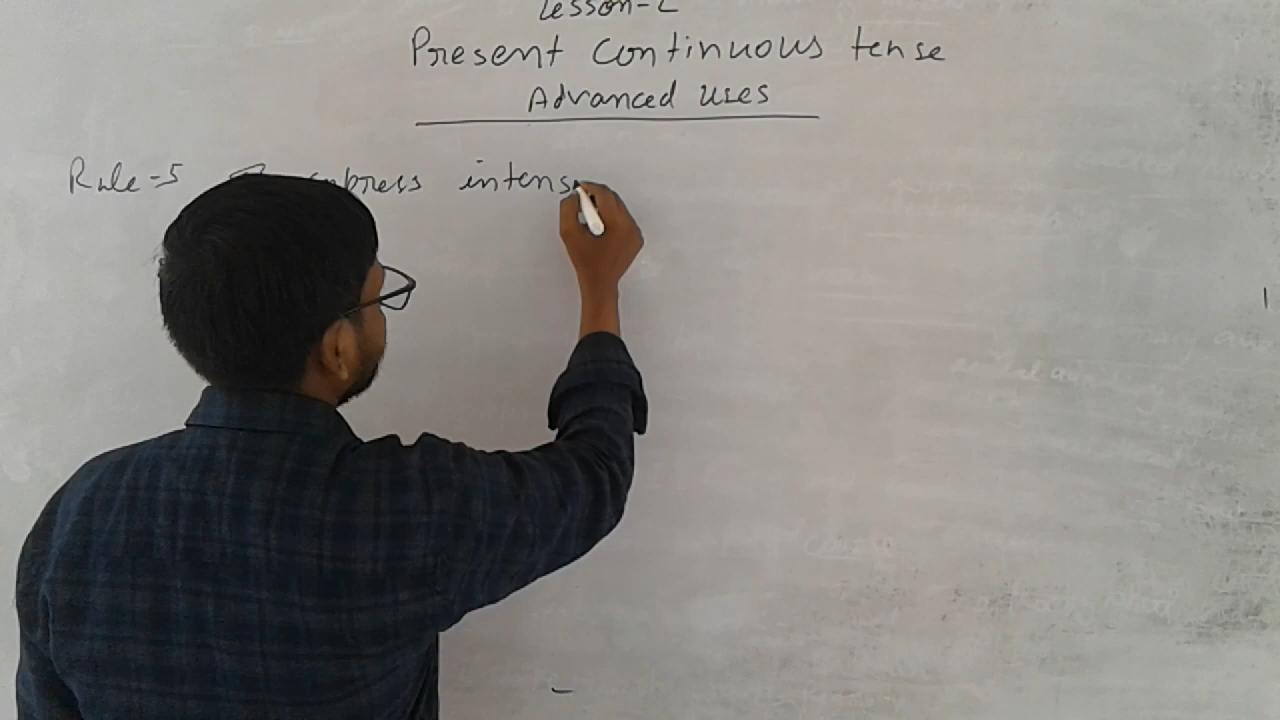 Lesson-2
Present Continuous tense
Advanced uses
Rule-5 express intens